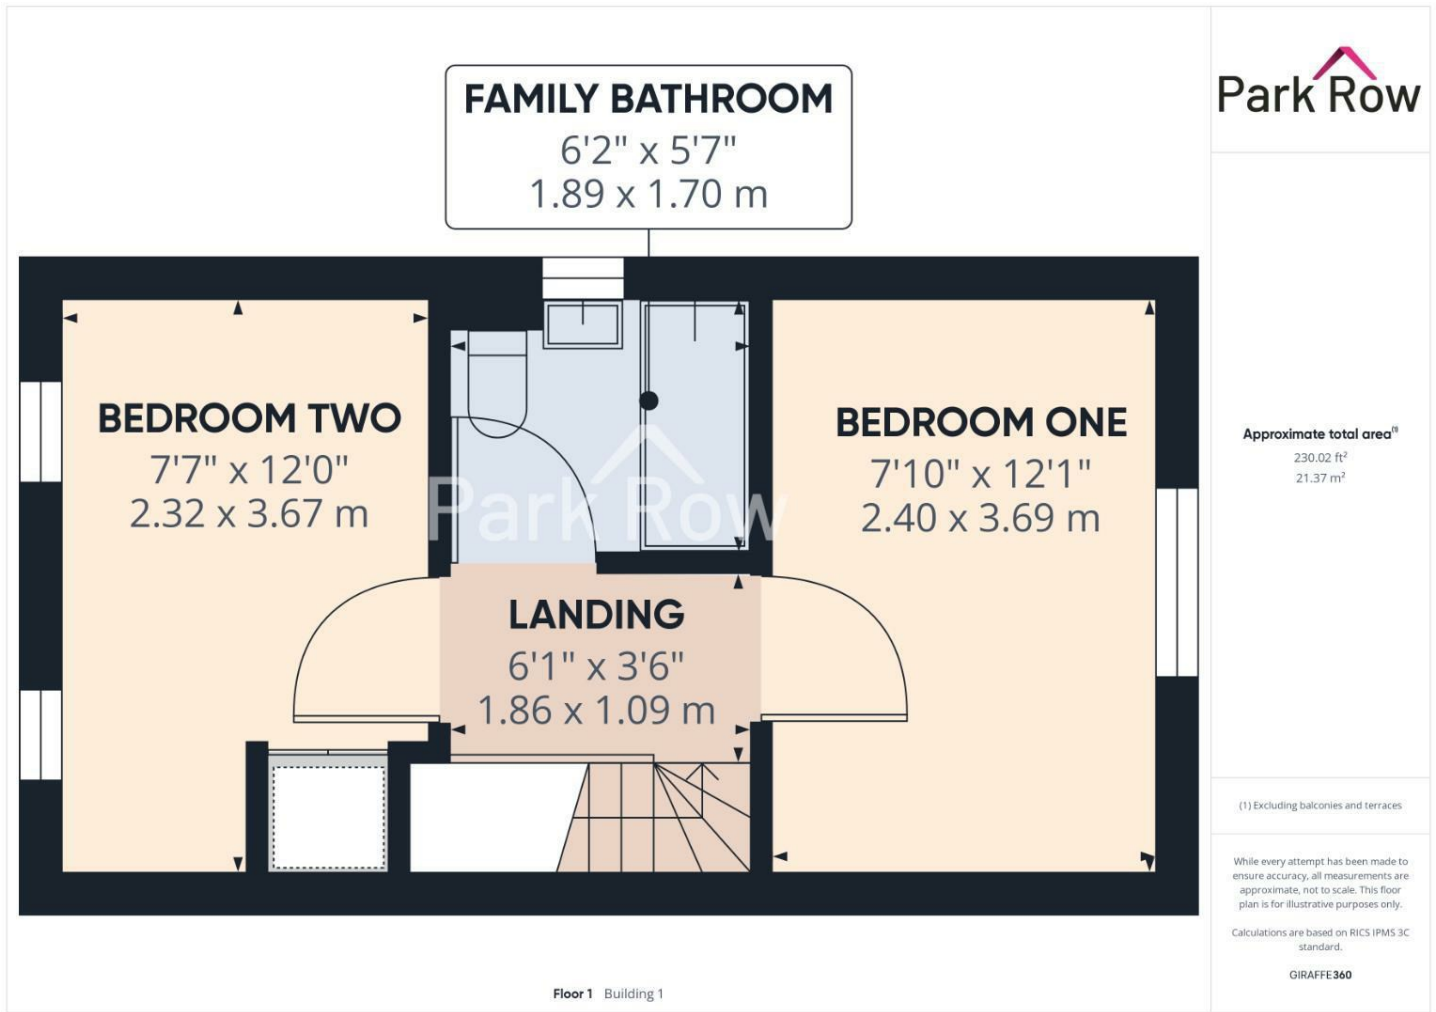 FAMILY BATHROOM
6'2" x 5'7"
1.89 x 1.70 m
BEDROOM TWO
7'7" x 12'0"
2.32 x 3.67 m
BEDROOM ONE
7'10" x 12'1"
2.40 x 3.69 m
Park Row
LANDING
6'1" x 3'6"
1.86 x 1.09 m
Floor 1 Building 1
Park Row
Approximate total area(1)
230.02 ft²
21.37 m²
(1) Excluding balconies and terraces
While every attempt has been made to
ensure accuracy, all measurements are
approximate, not to scale. This floor
plan is for illustrative purposes only.
Calculations are based on RICS IPMS 3C
standard.
GIRAFFE360